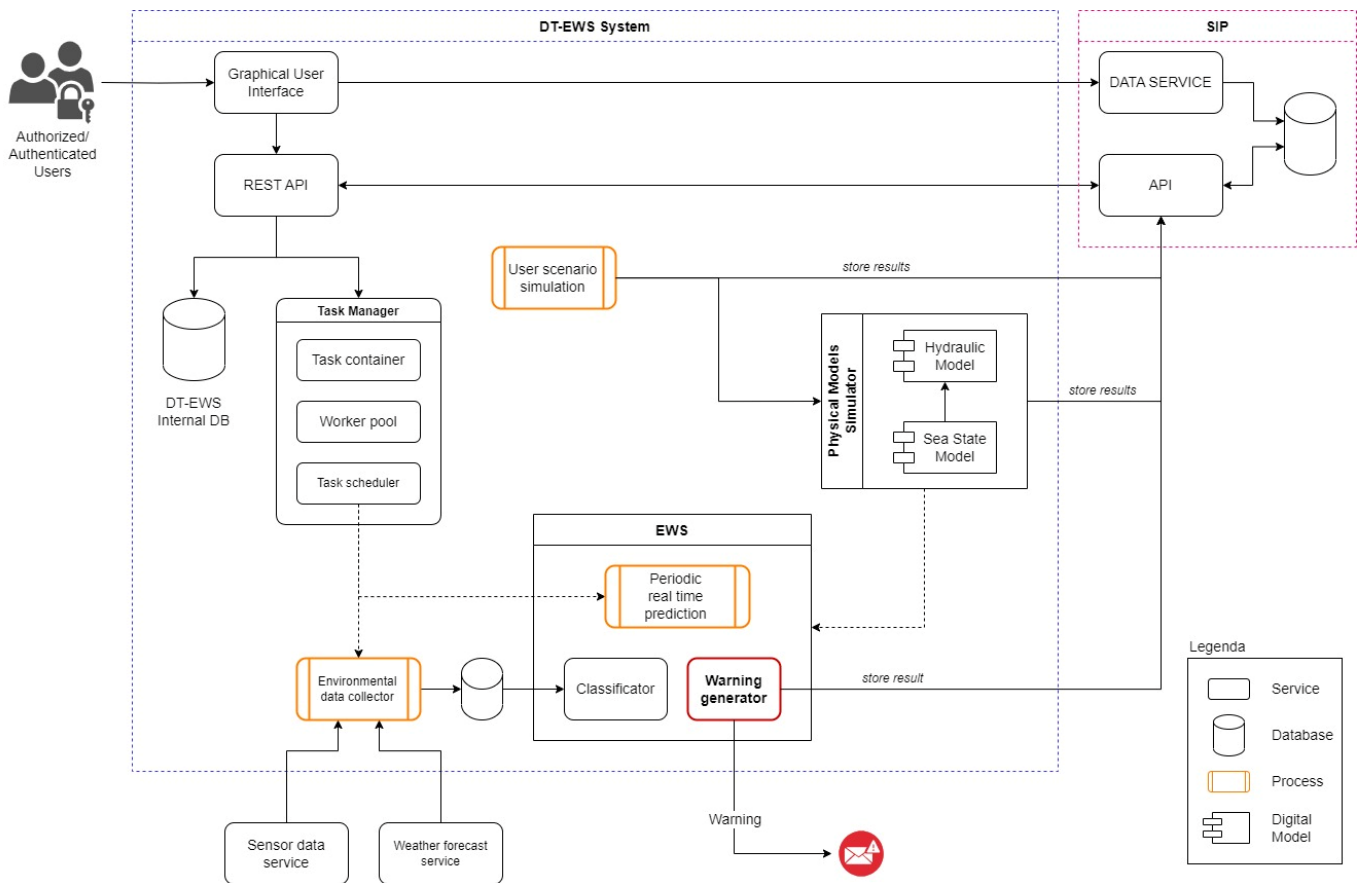 DT-EWS System
SIP
Graphical User
Interface
DATA SERVICE
Authorized/
Authenticated
Users
REST API
API
User scenario
simulation
store results
Task Manager
Task container
Worker pool
Task scheduler
DT-EWS
Internal DB
Physical Models
Simulator
Hydraulic
Model
Sea State
Model
store results
EWS
Periodic
real time
prediction
Environmental
data collector
Classificator
Warning
generator
store result
Sensor data
service
Weather forecast
service
Warning
Legenda
Service
Database
Process
Digital
Model